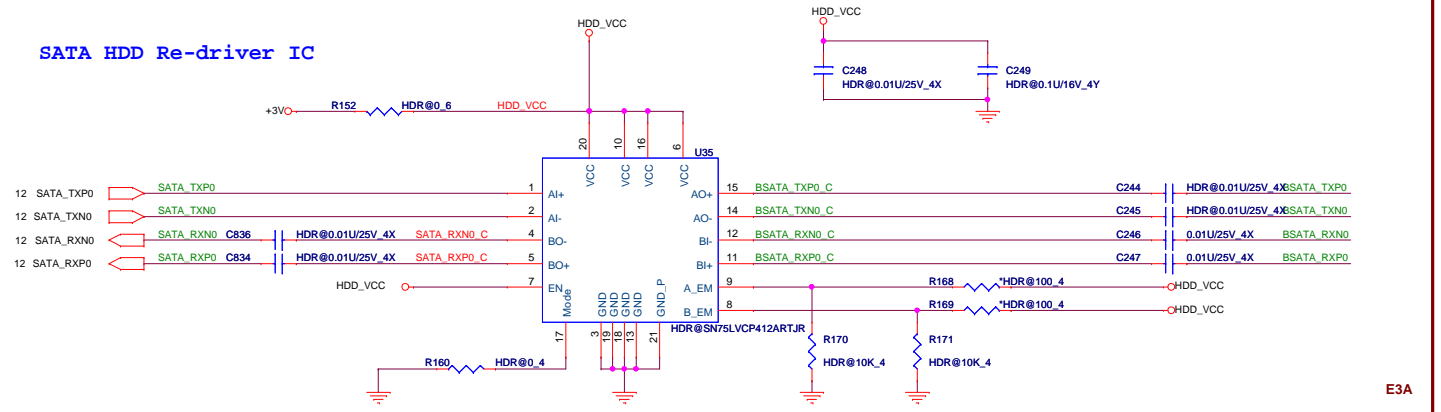 SATA HDD Re-driver IC
HDD_VCC
HDD_VCC
C248
HDR@0.01U/25V_4X
C249
HDR@0.1U/16V_4Y
+3V
R152
HDR@0_6
HDD_VCC
20
10
16
6
U35
VCC
VCC
VCC
VCC
12 SATA_TXP0
SATA_TXP0
1
AI+
AO+
15
BSATA_TXP0_C
C244
HDR@0.01U/25V_4X
BSATA_TXP0
12 SATA_TXN0
SATA_TXN0
2
AI-
AO-
14
BSATA_TXN0_C
C245
HDR@0.01U/25V_4X
BSATA_TXN0
12 SATA_RXN0
SATA_RXN0
C836
HDR@0.01U/25V_4X
SATA_RXN0_C
4
BO-
BI-
12
BSATA_RXN0_C
C246
0.01U/25V_4X
BSATA_RXN0
12 SATA_RXP0
SATA_RXP0
C834
HDR@0.01U/25V_4X
SATA_RXP0_C
5
BO+
BI+
11
BSATA_RXP0_C
C247
0.01U/25V_4X
BSATA_RXP0
HDD_VCC
7
EN
A_EM
9
R168
*HDR@100_4
HDD_VCC
B_EM
8
R169
*HDR@100_4
HDD_VCC
Mode
GND
GND
GND
GND
GND_P
HDR@SN75LVCP412ARTJR
17
3
19
18
13
21
R170
HDR@10K_4
R171
HDR@10K_4
R160
HDR@0_4
E3A